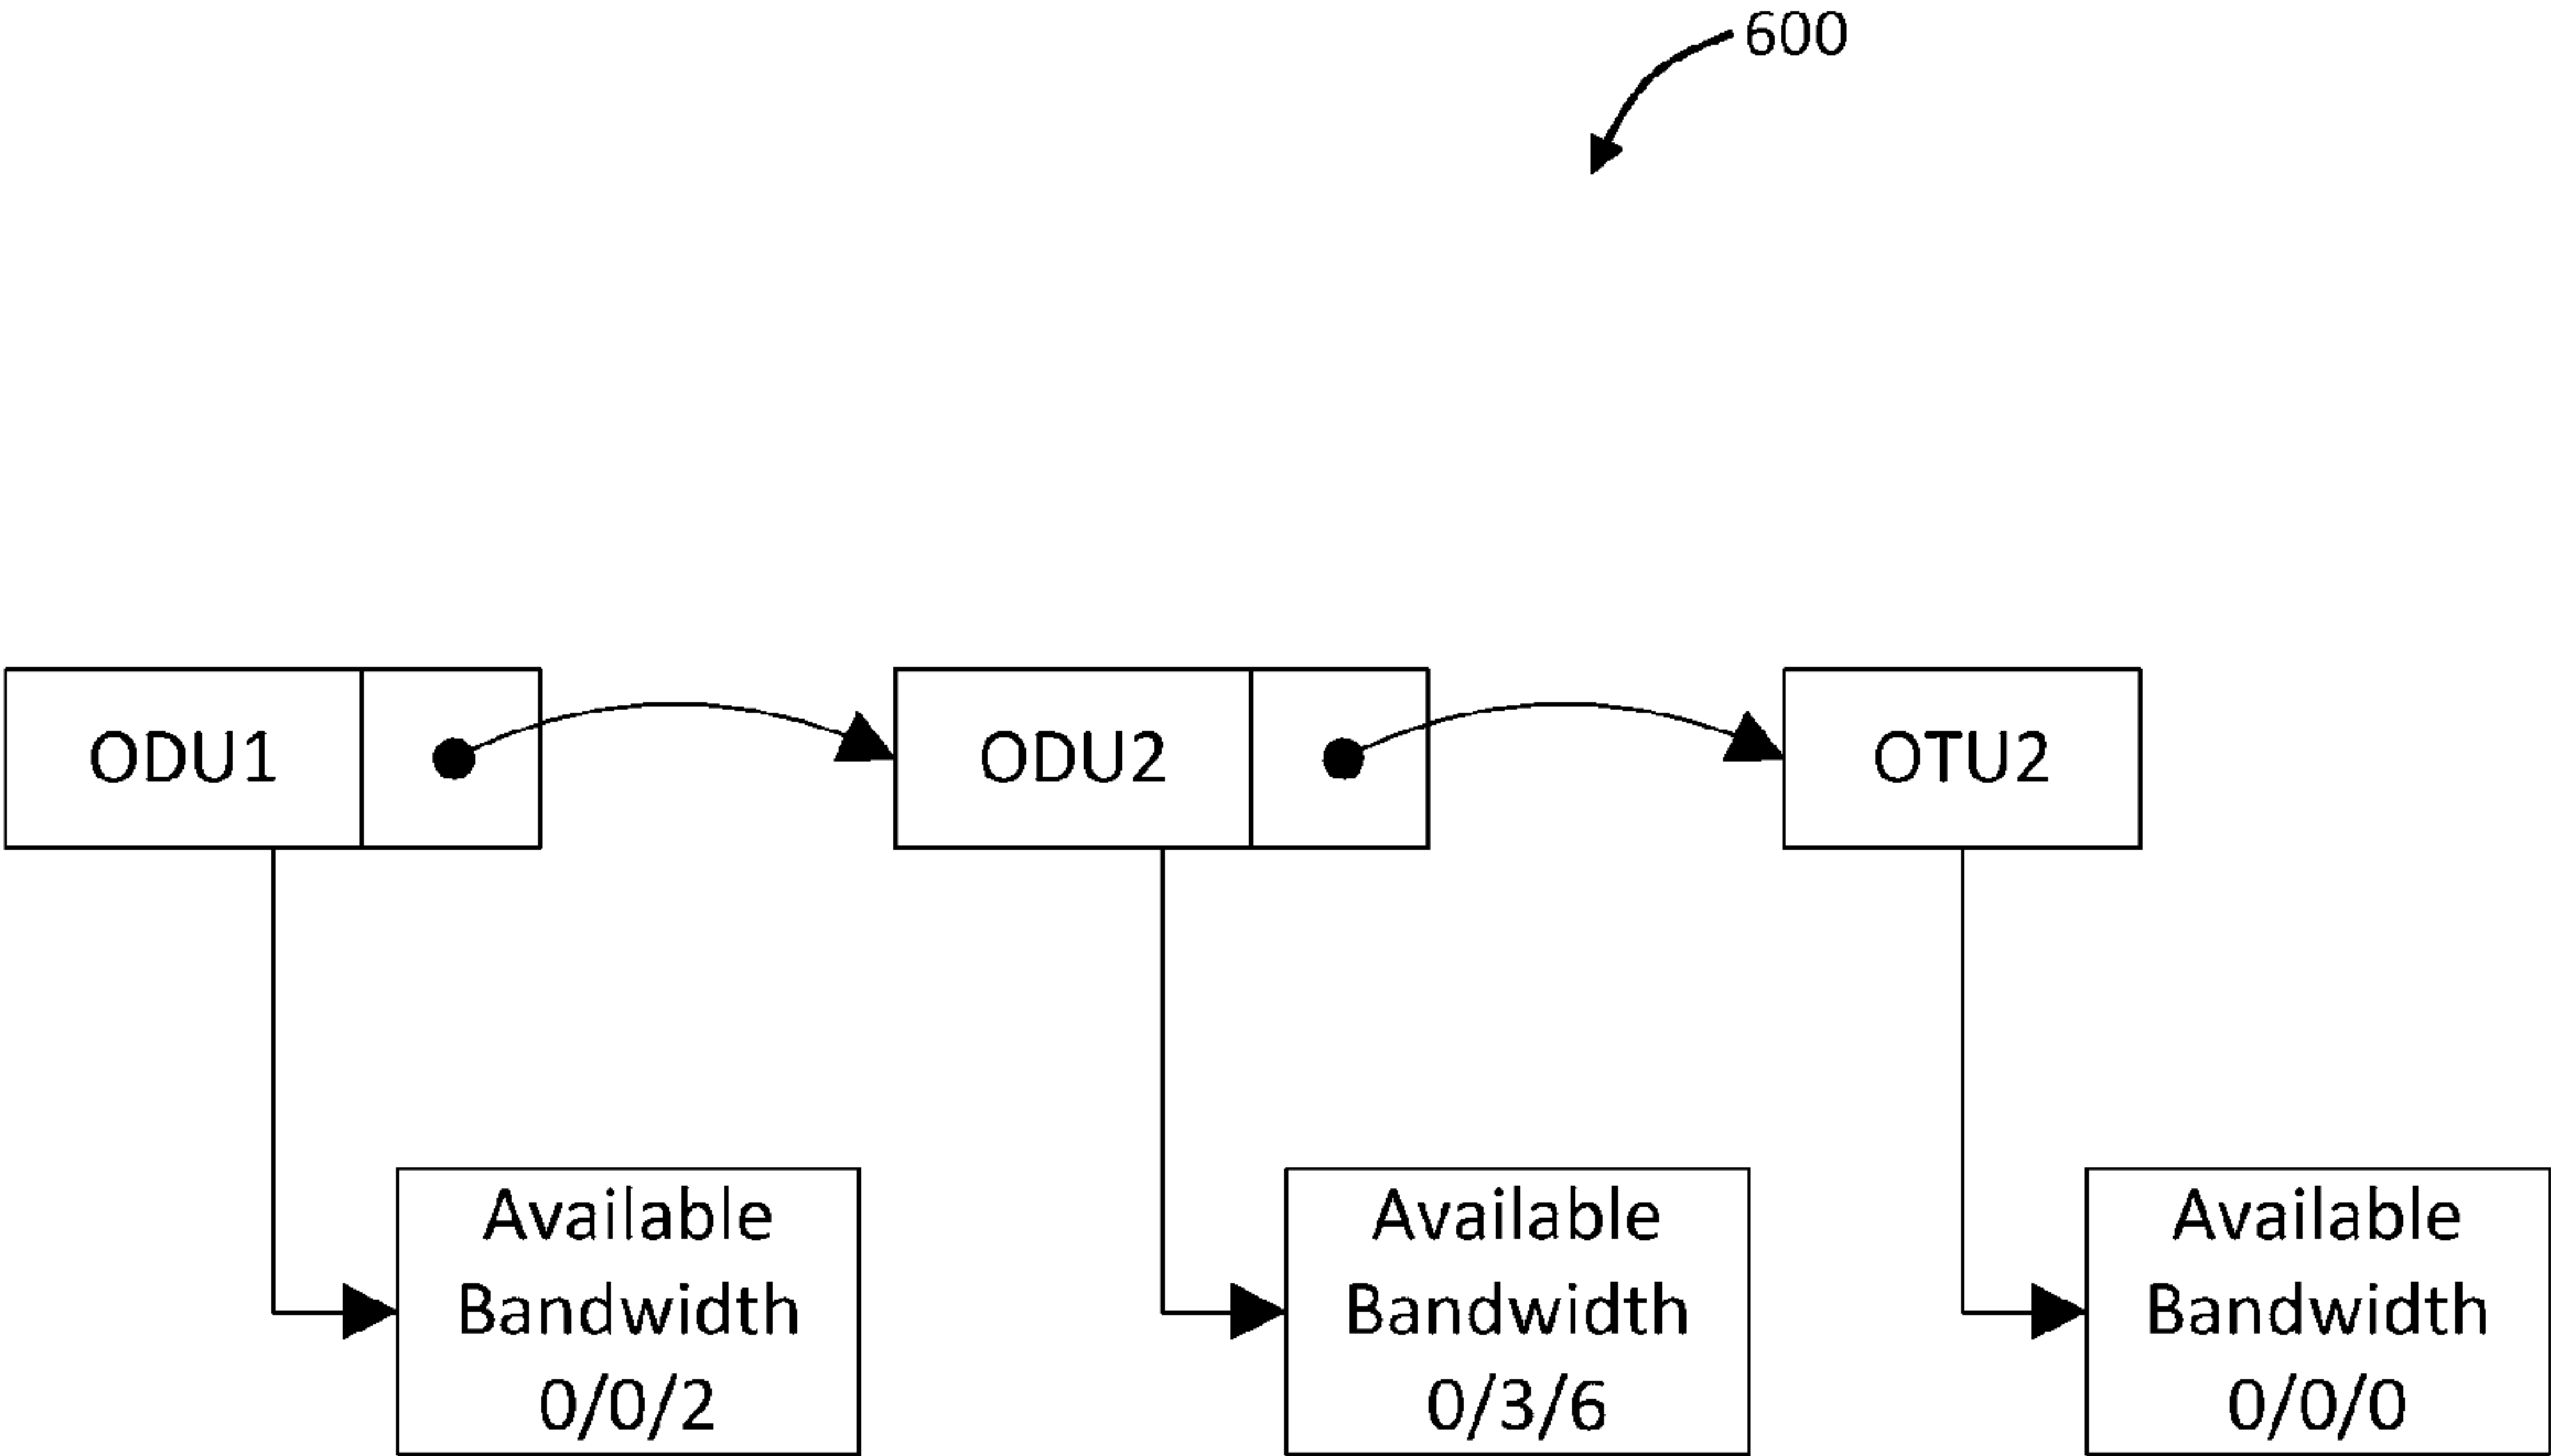 600
ODU1
ODU2
OTU2
Available
Bandwidth
0/0/2
Available
Bandwidth
0/3/6
Available
Bandwidth
0/0/0